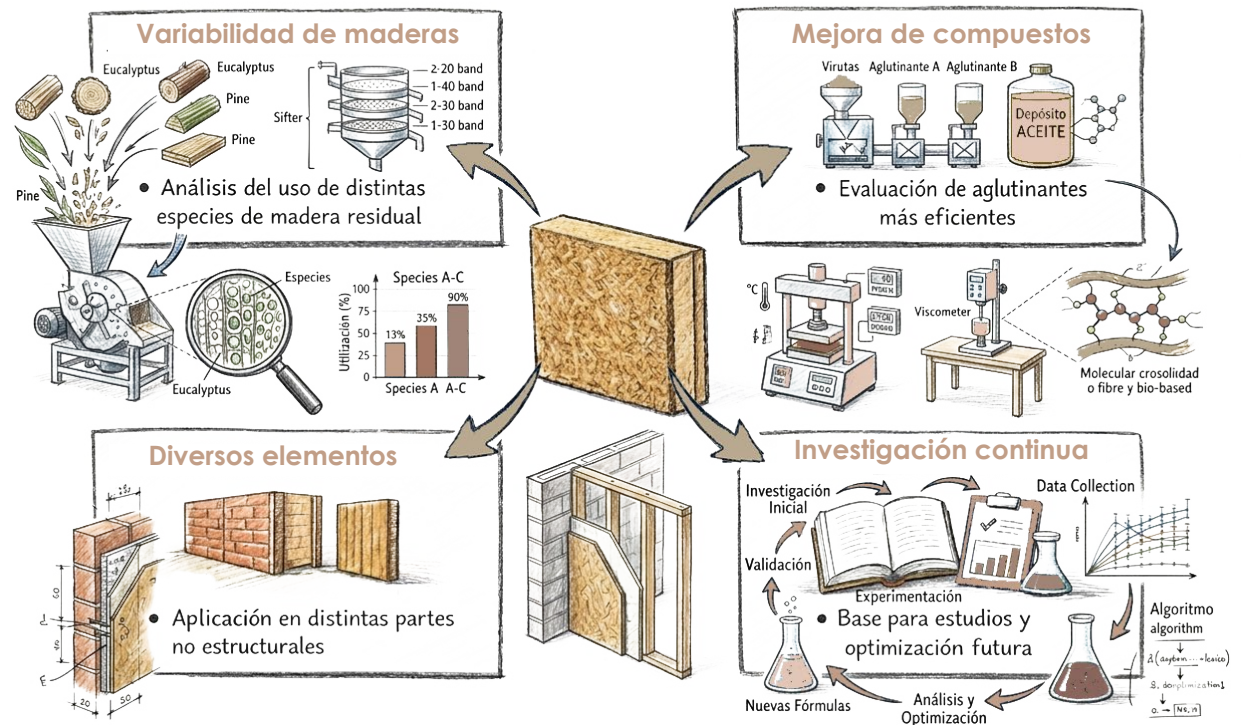 Variabilidad de maderas
Eucalyptus
Eucalyptus
Pine
Pine
Pine
Sifter
2-20 band
1-40 band
2-30 band
1-30 band
• Análisis del uso de distintas
especies de madera residual
Especies
Eucalyptus
Species A-C
Utilización (%)
100
75
50
25
0
13%
35%
90%
Species A
A-C
Mejora de compuestos
Virutas
Aglutinante A
Aglutinante B
Depósito
ACEITE
• Evaluación de aglutinantes
más eficientes
°C
Viscometer
Molecular crosolidad
o fibre y bio-based
Diversos elementos
• Aplicación en distintas partes
no estructurales
20
50
E
Investigación continua
Investigación
Inicial
Validación
Experimentación
Data Collection
• Base para estudios y
optimización futura
Nuevas Fórmulas
Análisis y
Optimización
Algoritmo
algorithm